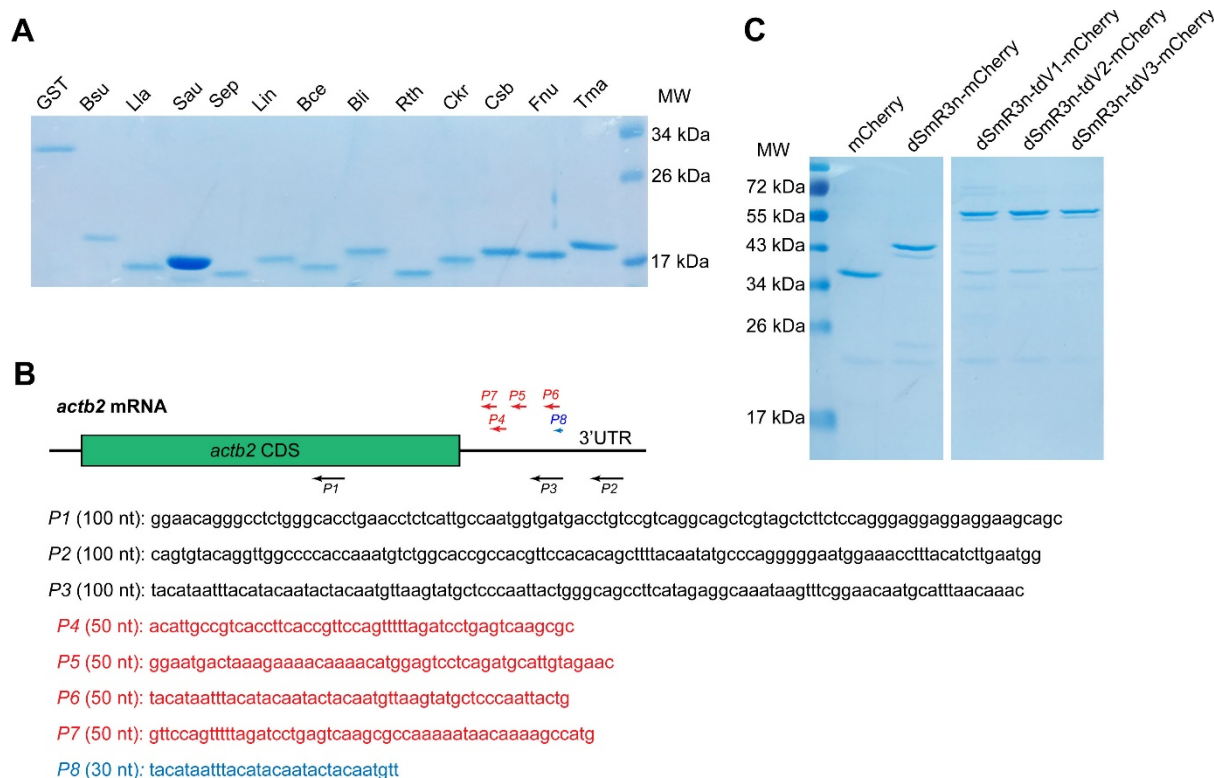 A
GST Bsu Lla Sau Sep Lin Bce Bli Rth Ckr Csb Fnu Tma MW
34 kDa
26 kDa
17 kDa
C
mCherry dSmR3n-mCherry dSmR3n-tdV1-mCherry dSmR3n-tdV2-mCherry dSmR3n-tdV3-mCherry
MW
72 kDa
55 kDa
43 kDa
34 kDa
26 kDa
17 kDa
B
actb2 mRNA
P7 P5 P6
P4 P8
actb2 CDS
3'UTR
P1 P3 P2
P1 (100 nt): ggaacagggcctctgggcacctgaacctctcattgccaatggtgatgacctgtccgtcaggcagctcgtagctcttctccagggaggaggaggaagcagc
P2 (100 nt): cagtgtacaggttggccccaccaaatgtctggcaccgccacgttccacacagcttttacaatatgcccagggggaatggaaacctttacatcttgaatgg
P3 (100 nt): tacataatttacatacaatactacaatgttaagtatgctcccaattactgggcagccttcatagaggcaaataagtttcggaacaatgcatttaacaaac
P4 (50 nt): acattgccgtcaccttcaccgttccagtttttagatcctgagtcaagcgc
P5 (50 nt): ggaatgactaaagaaaacaaaacatggagtcctcagatgcattgtagaac
P6 (50 nt): tacataatttacatacaatactacaatgttaagtatgctcccaattactg
P7 (50 nt): gttccagtttttagatcctgagtcaagcgccaaaaataacaaaagccatg
P8 (30 nt): tacataatttacatacaatactacaatgtt